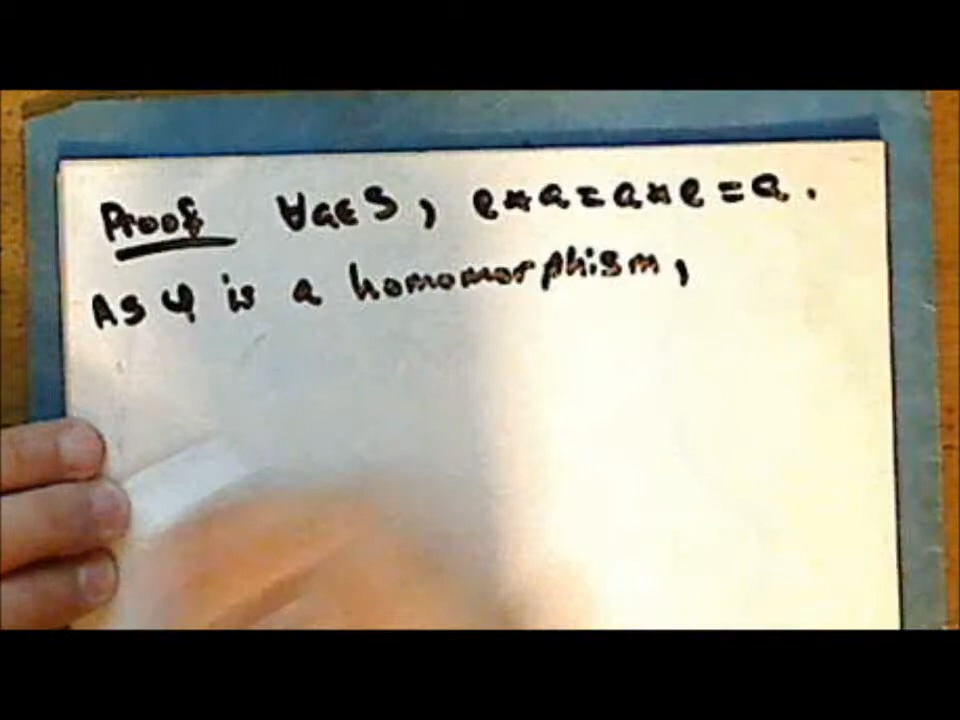 Proof ∀a∈S, e*a=a*e=a.
As φ is a homomorphism,